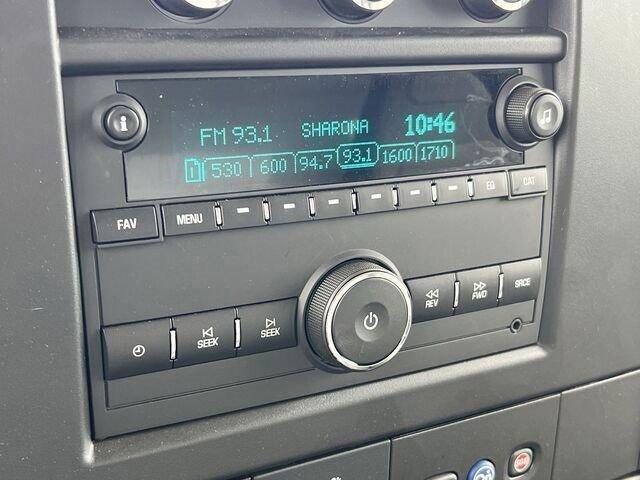 FM 93.1 SHARONA 10:46
1 530 600 94.7 93.1 1600 1710
FAV MENU EQ CAT
SEEK SEEK REV FWD SRCE